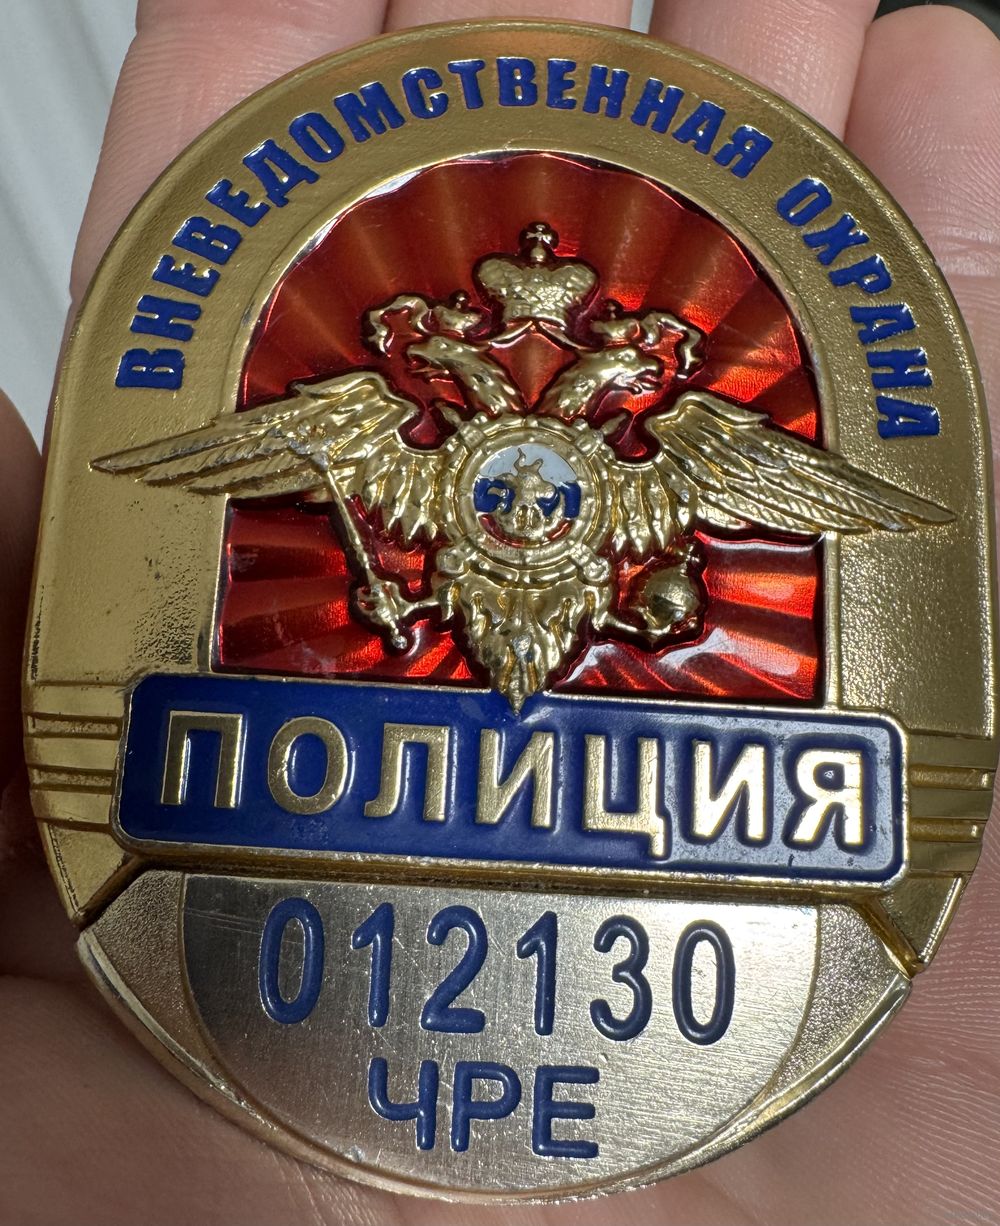 ВНЕВЕДОМСТВЕННАЯ ОХРАНА
ПОЛИЦИЯ
012130
ЧРЕ